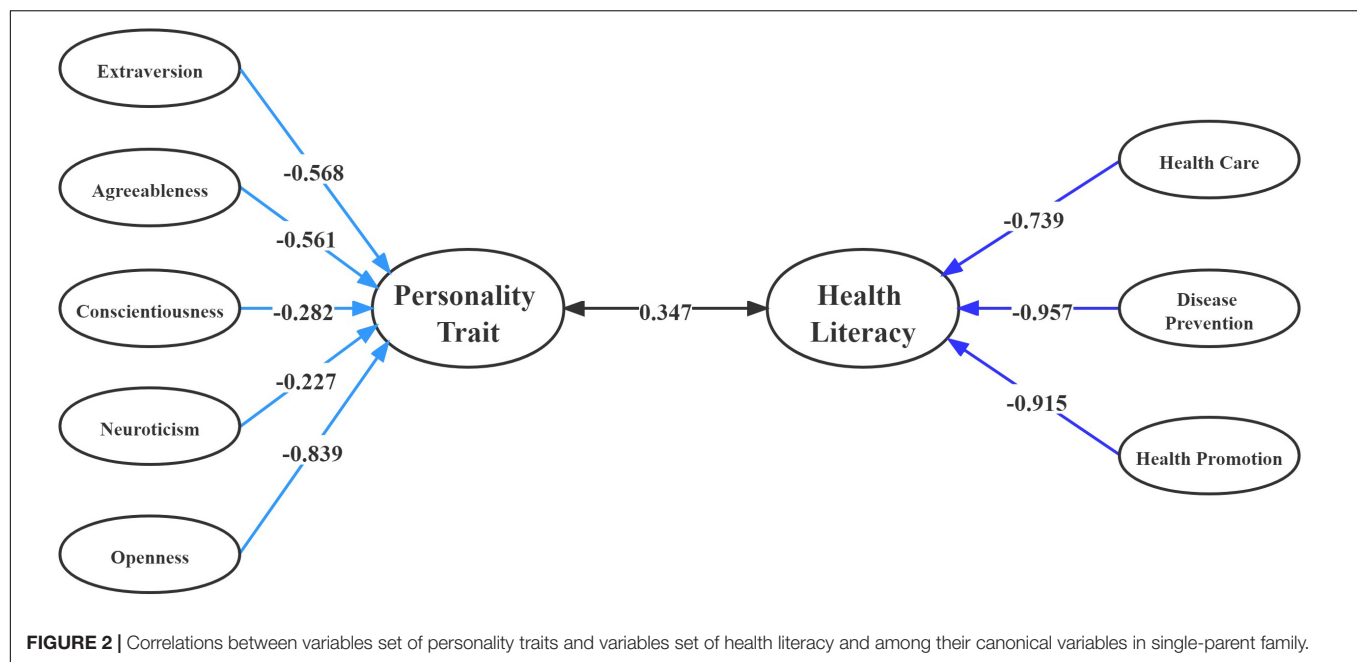 Extraversion
Agreeableness
Conscientiousness
Neuroticism
Openness
-0.568
-0.561
-0.282
-0.227
-0.839
Personality
Trait
0.347
Health
Literacy
-0.739
-0.957
-0.915
Health Care
Disease
Prevention
Health Promotion
FIGURE 2 | Correlations between variables set of personality traits and variables set of health literacy and among their canonical variables in single-parent family.